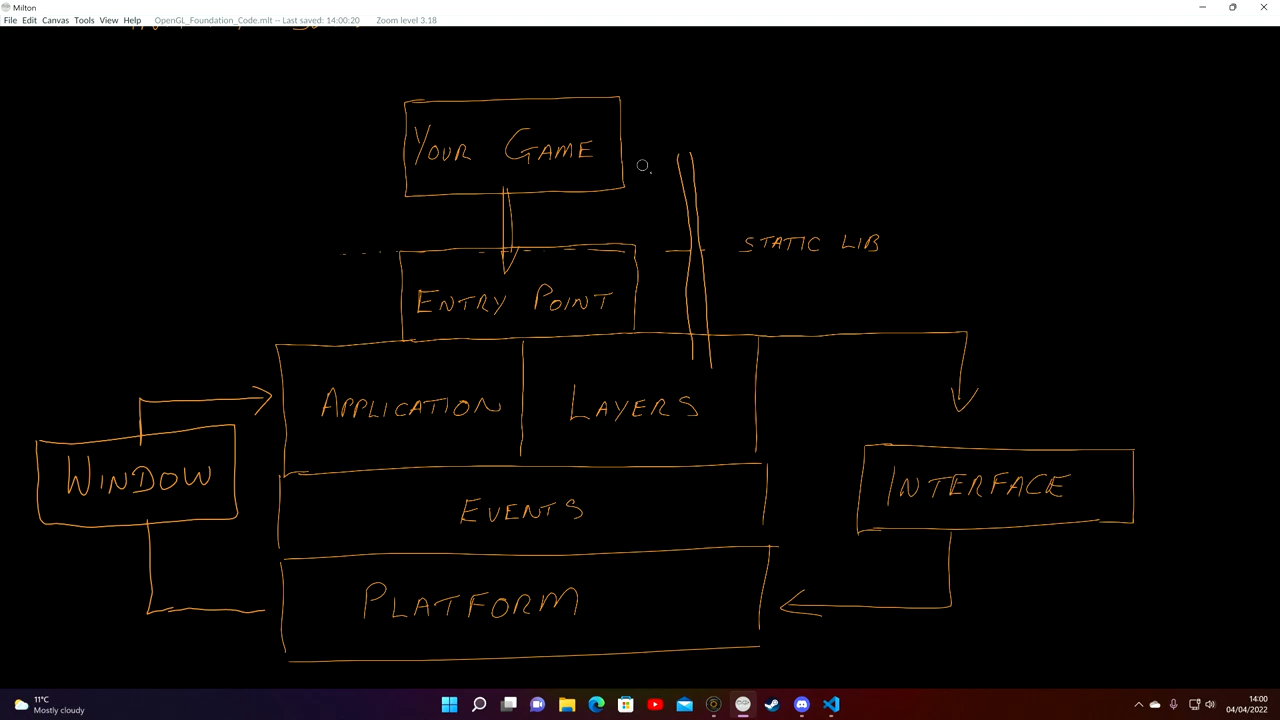 Milton
File Edit Canvas Tools View Help OpenGL_Foundation_Code.mlt -- Last saved: 14:00:20 Zoom level 3.18
YOUR GAME
STATIC LIB
ENTRY POINT
APPLICATION LAYERS
WINDOW
INTERFACE
EVENTS
PLATFORM
11°C
Mostly cloudy
14:00
04/04/2022